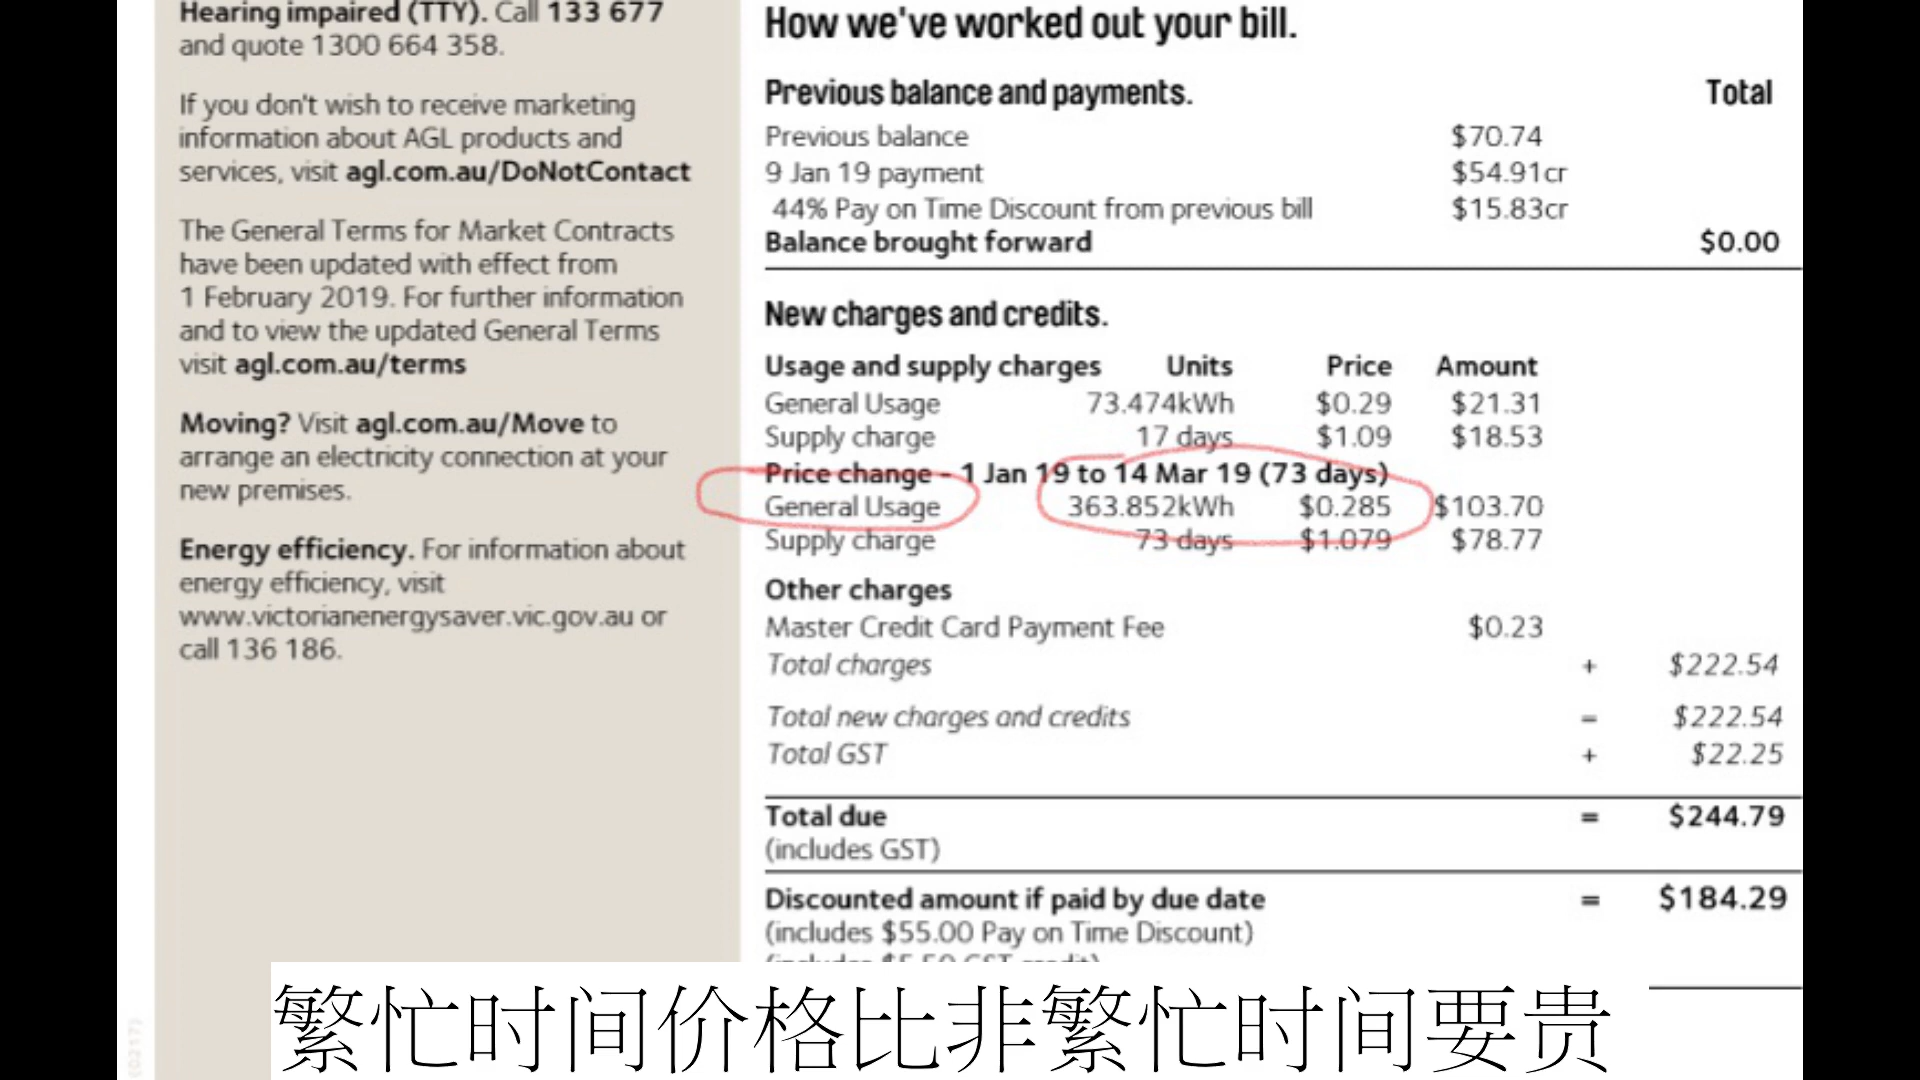 Hearing impaired (TTY). Call 133 677
and quote 1300 664 358.
If you don't wish to receive marketing
information about AGL products and
services, visit agl.com.au/DoNotContact
The General Terms for Market Contracts
have been updated with effect from
1 February 2019. For further information
and to view the updated General Terms
visit agl.com.au/terms
Moving? Visit agl.com.au/Move to
arrange an electricity connection at your
new premises.
Energy efficiency. For information about
energy efficiency, visit
www.victorianenergysaver.vic.gov.au or
call 136 186.
How we've worked out your bill.
Previous balance and payments. Total
Previous balance $70.74
9 Jan 19 payment $54.91cr
44% Pay on Time Discount from previous bill $15.83cr
Balance brought forward $0.00
New charges and credits.
Usage and supply charges Units Price Amount
General Usage 73.474kWh $0.29 $21.31
Supply charge 17 days $1.09 $18.53
Price change - 1 Jan 19 to 14 Mar 19 (73 days)
General Usage 363.852kWh $0.285 $103.70
Supply charge 73 days $1.079 $78.77
Other charges
Master Credit Card Payment Fee $0.23
Total charges + $222.54
Total new charges and credits = $222.54
Total GST + $22.25
Total due = $244.79
(includes GST)
Discounted amount if paid by due date = $184.29
(includes $55.00 Pay on Time Discount)
(includes $5.50 GST credit)
繁忙时间价格比非繁忙时间要贵